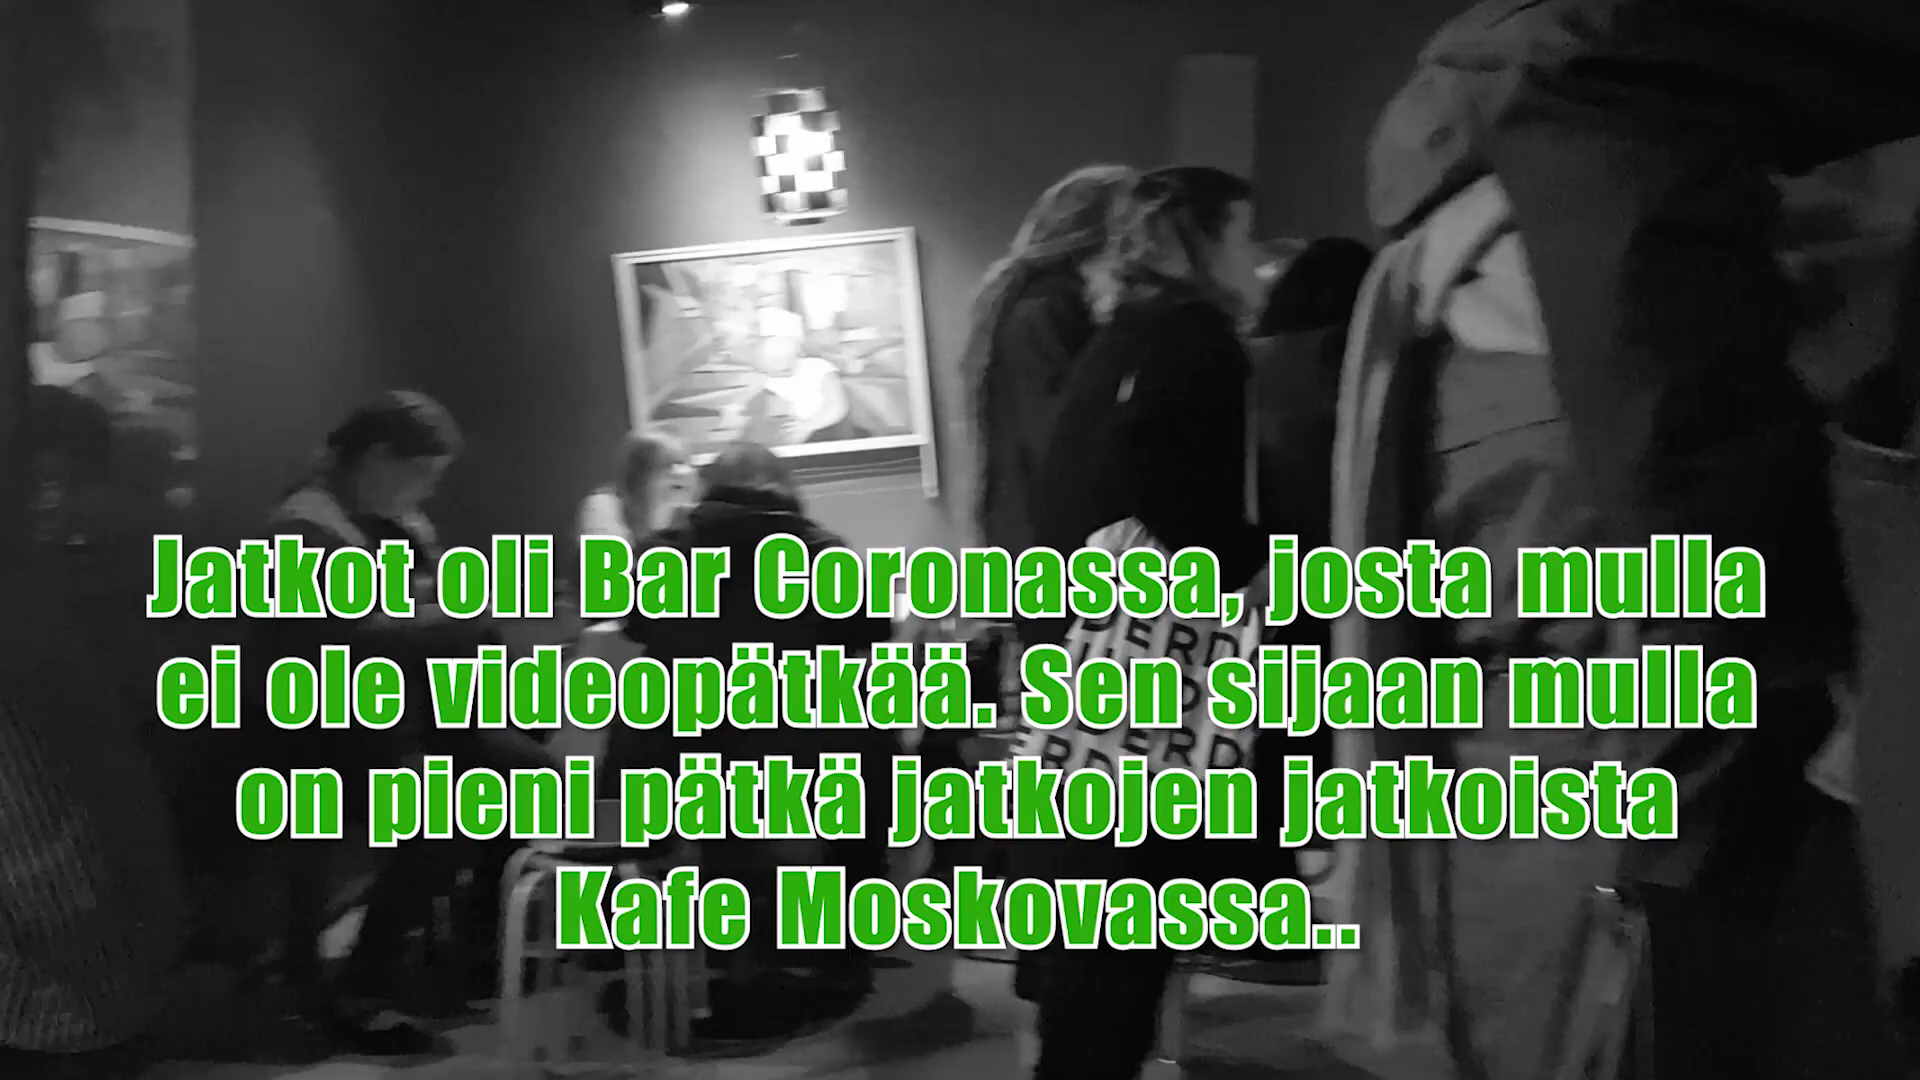 Jatkot oli Bar Coronassa, josta mulla
ei ole videopätkää. Sen sijaan mulla
on pieni pätkä jatkojen jatkoista
Kafe Moskovassa..